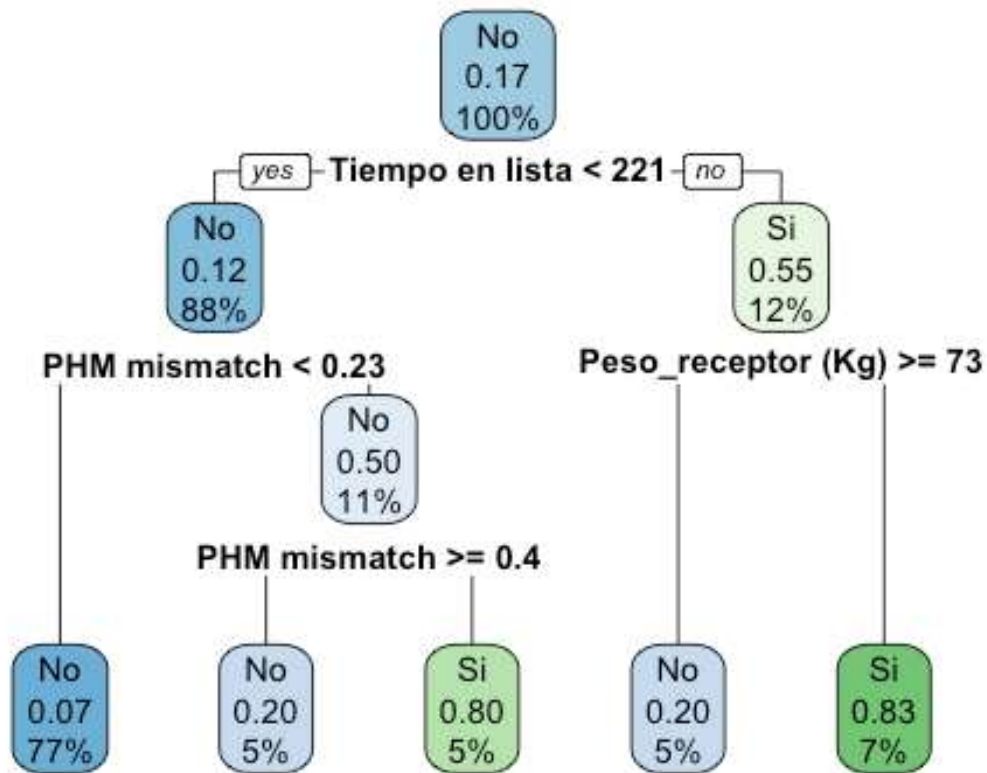 No
0.17
100%
yes Tiempo en lista < 221 no
No
0.12
88%
Si
0.55
12%
PHM mismatch < 0.23
Peso_receptor (Kg) >= 73
No
0.50
11%
PHM mismatch >= 0.4
No
0.07
77%
No
0.20
5%
Si
0.80
5%
No
0.20
5%
Si
0.83
7%